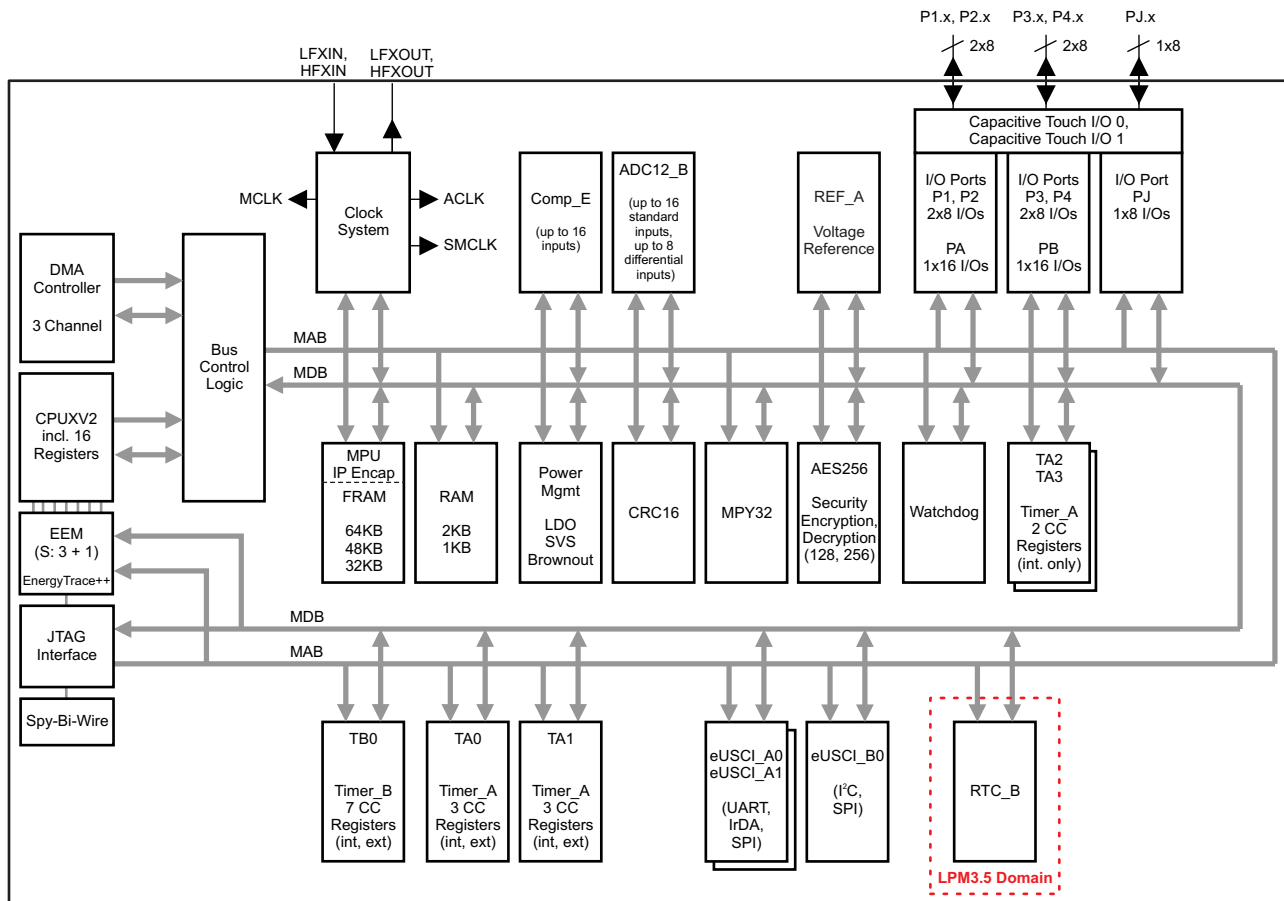 P1.x, P2.x
P3.x, P4.x
PJ.x
2x8
2x8
1x8
LFXIN,
HFXIN
LFXOUT,
HFXOUT
Capacitive Touch I/O 0,
Capacitive Touch I/O 1
MCLK
Clock
System
ACLK
SMCLK
Comp_E
(up to 16
inputs)
ADC12_B
(up to 16
standard
inputs,
up to 8
differential
inputs)
REF_A
Voltage
Reference
I/O Ports
P1, P2
2x8 I/Os
PA
1x16 I/Os
I/O Ports
P3, P4
2x8 I/Os
PB
1x16 I/Os
I/O Port
PJ
1x8 I/Os
DMA
Controller
3 Channel
Bus
Control
Logic
MAB
MDB
CPUXV2
incl. 16
Registers
MPU
IP Encap
FRAM
64KB
48KB
32KB
RAM
2KB
1KB
Power
Mgmt
LDO
SVS
Brownout
CRC16
MPY32
AES256
Security
Encryption,
Decryption
(128, 256)
Watchdog
TA2
TA3
Timer_A
2 CC
Registers
(int. only)
EEM
(S: 3 + 1)
EnergyTrace++
MDB
JTAG
Interface
MAB
Spy-Bi-Wire
TB0
Timer_B
7 CC
Registers
(int, ext)
TA0
Timer_A
3 CC
Registers
(int, ext)
TA1
Timer_A
3 CC
Registers
(int, ext)
eUSCI_A0
eUSCI_A1
(UART,
IrDA,
SPI)
eUSCI_B0
(I²C,
SPI)
RTC_B
LPM3.5 Domain